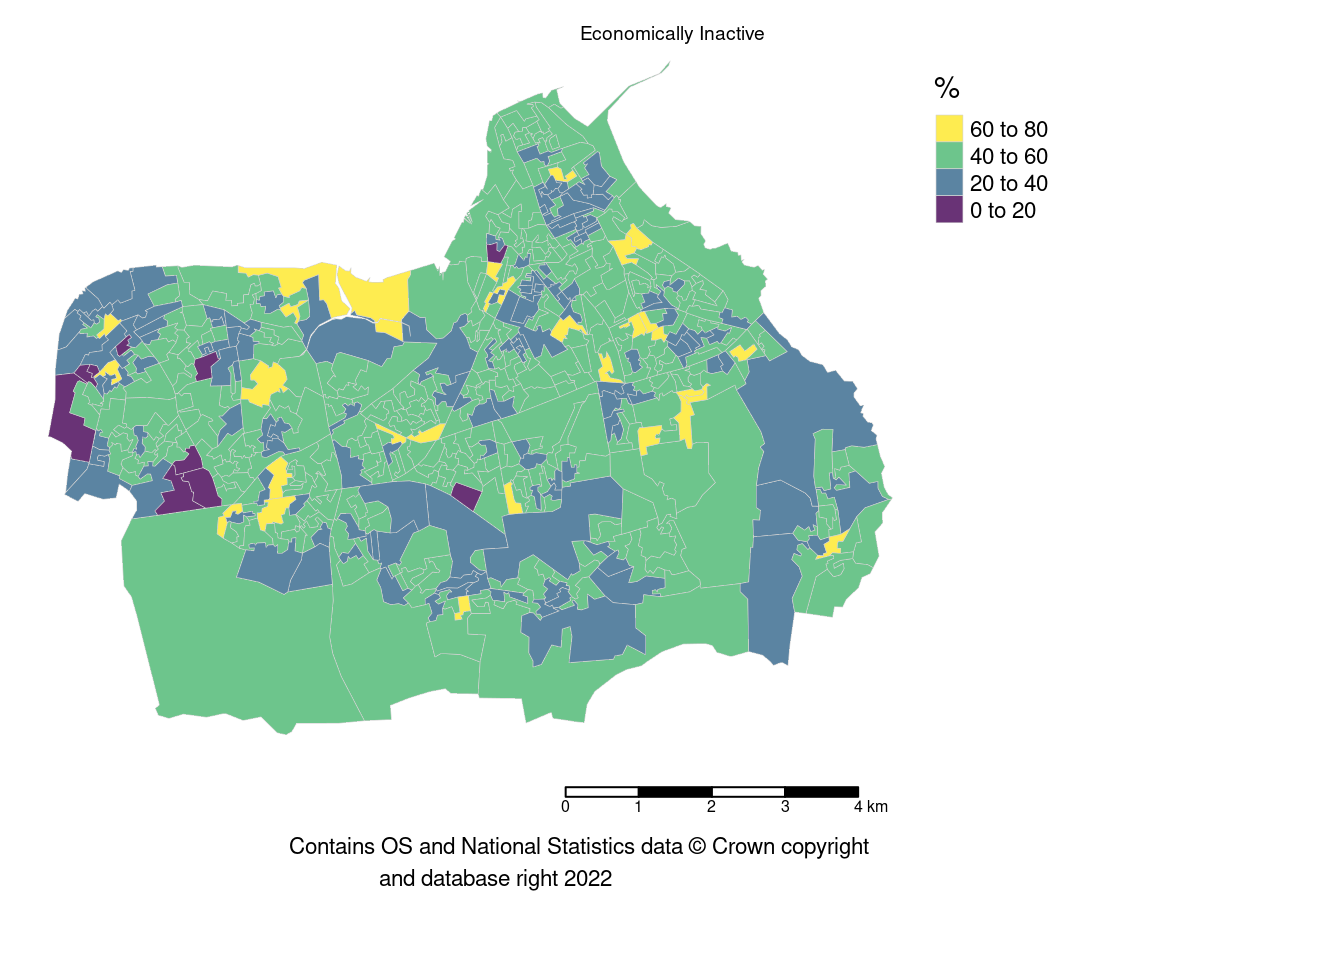 Economically Inactive
%
60 to 80
40 to 60
20 to 40
0 to 20
0 1 2 3 4 km
Contains OS and National Statistics data © Crown copyright
and database right 2022